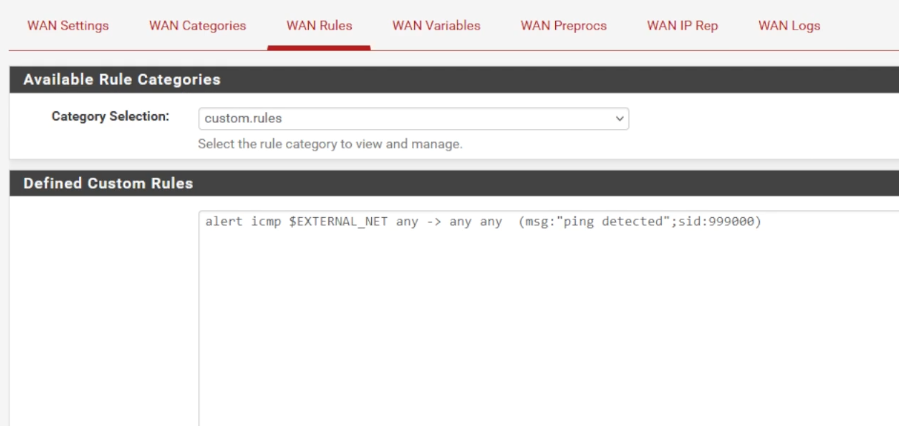 WAN Settings WAN Categories WAN Rules WAN Variables WAN Preprocs WAN IP Rep WAN Logs
Available Rule Categories
Category Selection: custom.rules
Select the rule category to view and manage.
Defined Custom Rules
alert icmp $EXTERNAL_NET any -> any any  (msg:"ping detected";sid:999000)